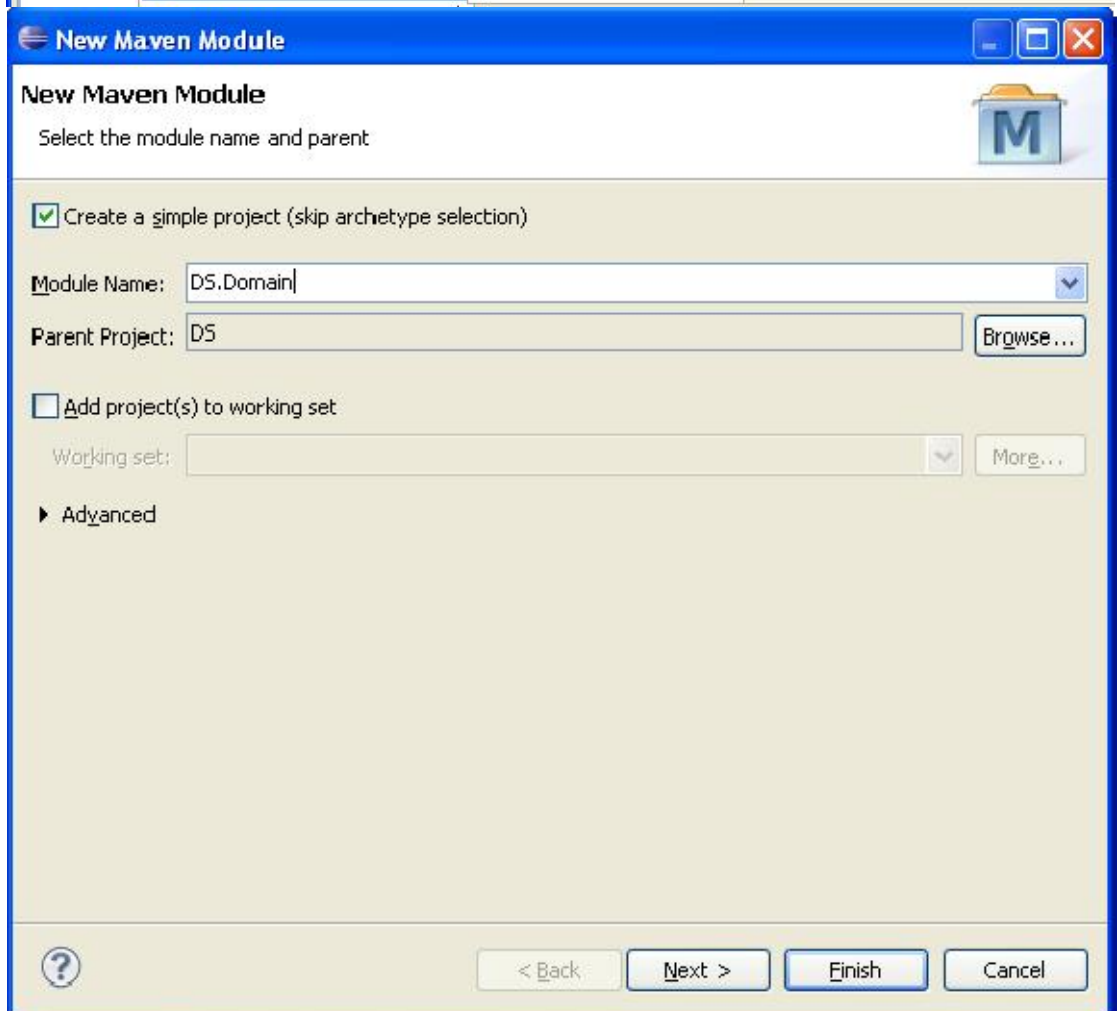 New Maven Module
New Maven Module
Select the module name and parent
M
Create a simple project (skip archetype selection)
Module Name: DS.Domain
Parent Project: DS Browse...
Add project(s) to working set
Working set: More...
Advanced
? < Back Next > Finish Cancel